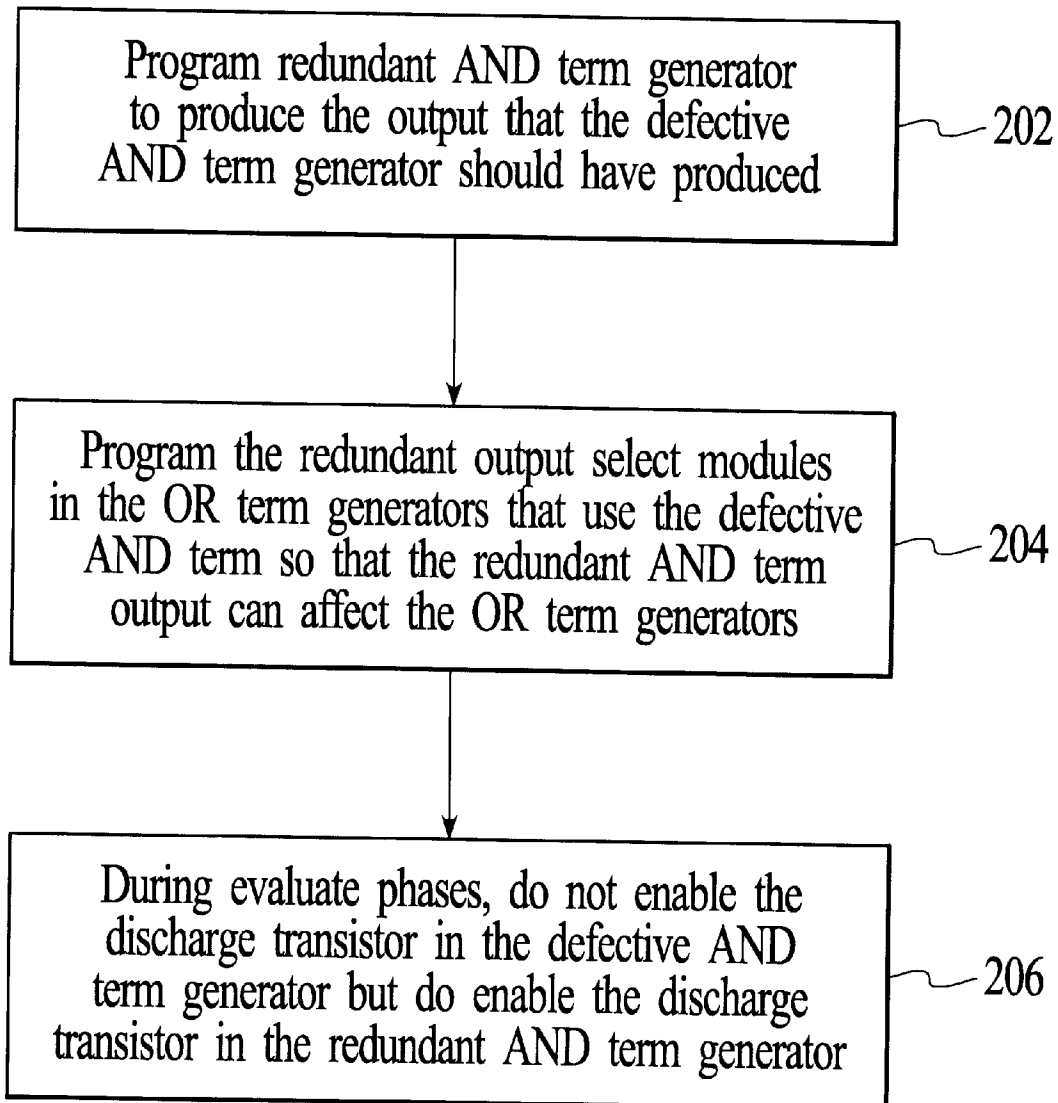 Program redundant AND term generator
to produce the output that the defective
AND term generator should have produced
202
Program the redundant output select modules
in the OR term generators that use the defective
AND term so that the redundant AND term
output can affect the OR term generators
204
During evaluate phases, do not enable the
discharge transistor in the defective AND
term generator but do enable the discharge
transistor in the redundant AND term generator
206